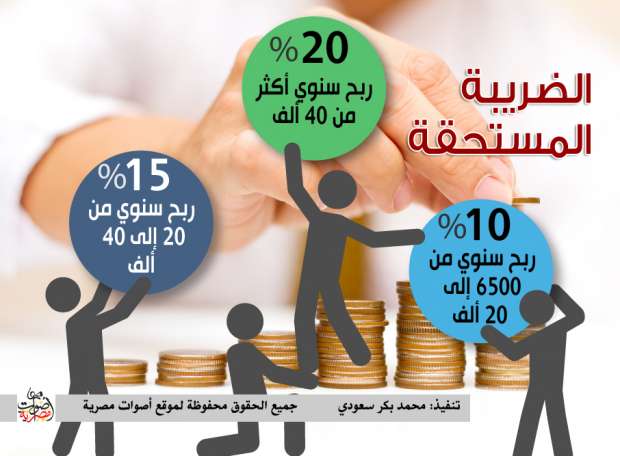 الضريبة
المستحقة
%20
ربح سنوي أكثر
من 40 ألف
%15
ربح سنوي من
20 إلى 40
ألف
%10
ربح سنوي من
6500 إلى
20 ألف
تنفيذ: محمد بكر سعودي جميع الحقوق محفوظة لموقع أصوات مصرية
أصوات مصرية